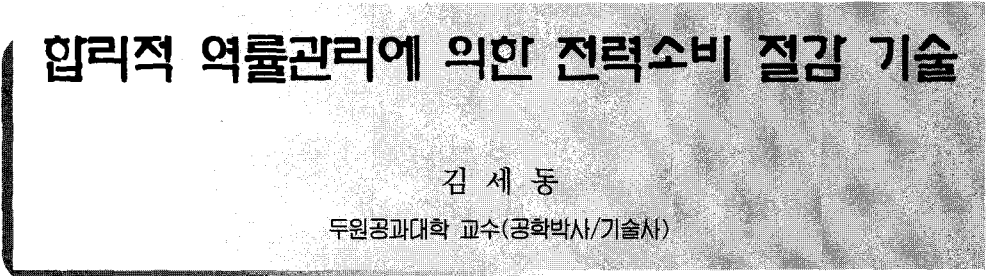 합리적 역률관리에 의한 전력소비 절감 기술
김 세 동
두원공과대학 교수(공학박사/기술사)